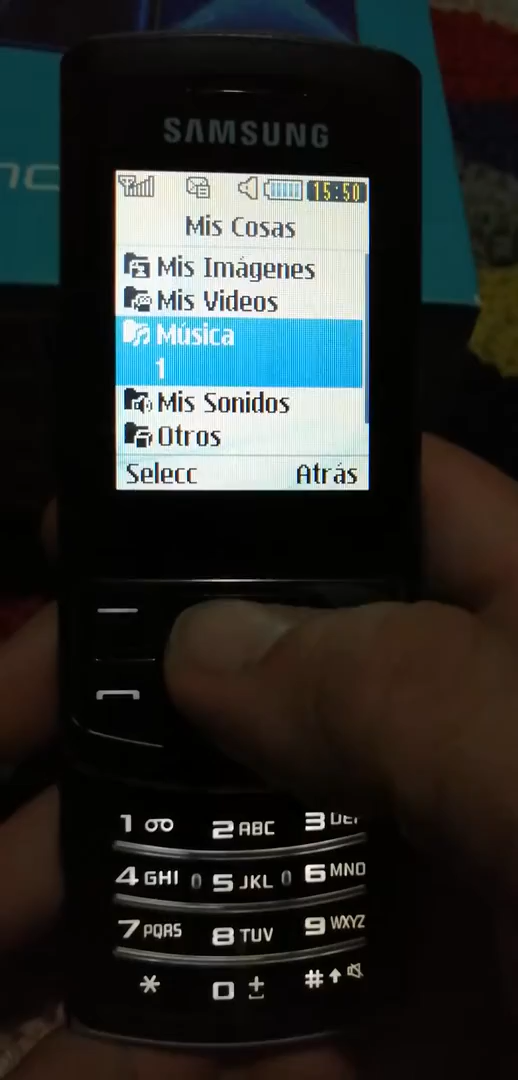 SAMSUNG
15:50
Mis Cosas
Mis Imágenes
Mis Videos
Música
1
Mis Sonidos
Otros
Selecc Atrás
1 2 ABC 3
4 GHI 5 JKL 6 MNO
7 PQRS 8 TUV 9 WXYZ
* 0 ± #